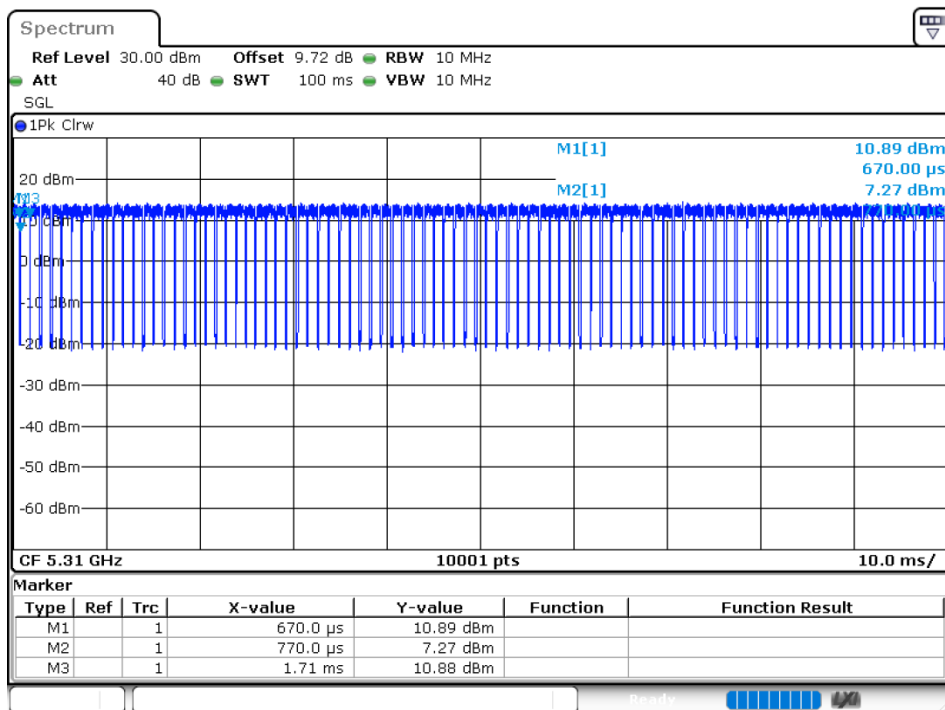 Spectrum
Ref Level 30.00 dBm Offset 9.72 dB RBW 10 MHz
Att 40 dB SWT 100 ms VBW 10 MHz
SGL
1Pk Clrw
M1[1] 10.89 dBm
670.00 µs
20 dBm
M2[1] 7.27 dBm
M3
770.00 µs
0 dBm
-10 dBm
-20 dBm
-30 dBm
-40 dBm
-50 dBm
-60 dBm
CF 5.31 GHz 10001 pts 10.0 ms/
Marker
Type Ref Trc X-value Y-value Function Function Result
M1 1 670.0 µs 10.89 dBm
M2 1 770.0 µs 7.27 dBm
M3 1 1.71 ms 10.88 dBm
Ready LXI